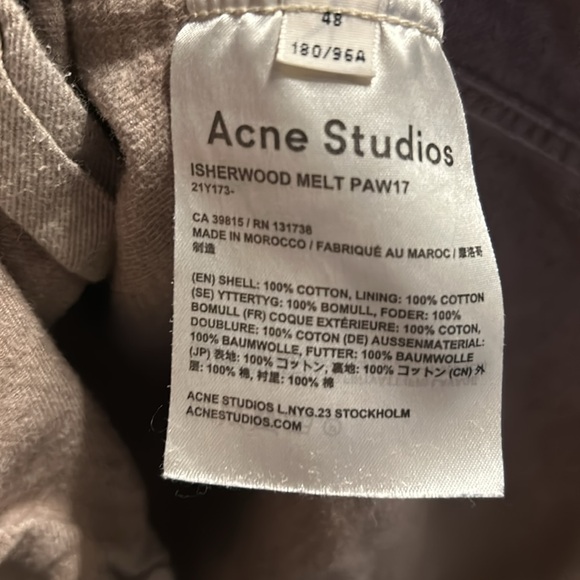 48
180/96A
Acne Studios
ISHERWOOD MELT PAW17
21Y173-
CA 39815 / RN 131738
MADE IN MOROCCO / FABRIQUÉ AU MAROC / 摩洛哥
制造
(EN) SHELL: 100% COTTON, LINING: 100% COTTON
(SE) YTTERTYG: 100% BOMULL, FODER: 100%
BOMULL (FR) COQUE EXTÉRIEURE: 100% COTON,
DOUBLURE: 100% COTON (DE) AUSSENMATERIAL:
100% BAUMWOLLE, FUTTER: 100% BAUMWOLLE
(JP) 表地: 100% コットン, 裏地: 100% コットン (CN) 外
层: 100% 棉, 衬里: 100% 棉
ACNE STUDIOS L.NYG.23 STOCKHOLM
ACNESTUDIOS.COM